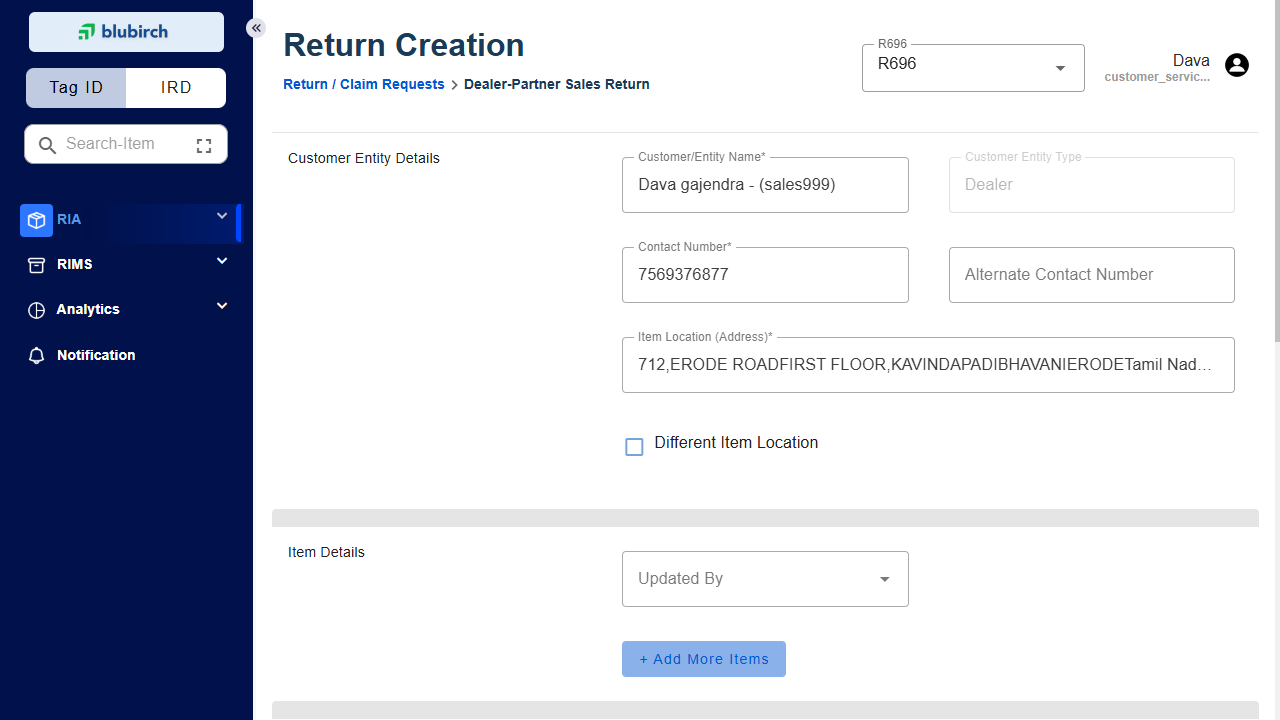 blubirch
Tag ID
IRD
Search-Item
RIA
RIMS
Analytics
Notification
Return Creation
Return / Claim Requests > Dealer-Partner Sales Return
R696
R696
Dava
customer_servic...
Customer Entity Details
Customer/Entity Name*
Dava gajendra - (sales999)
Customer Entity Type
Dealer
Contact Number*
7569376877
Alternate Contact Number
Item Location (Address)*
712,ERODE ROADFIRST FLOOR,KAVINDAPADIBHAVANIERODETamil Nad...
Different Item Location
Item Details
Updated By
+ Add More Items